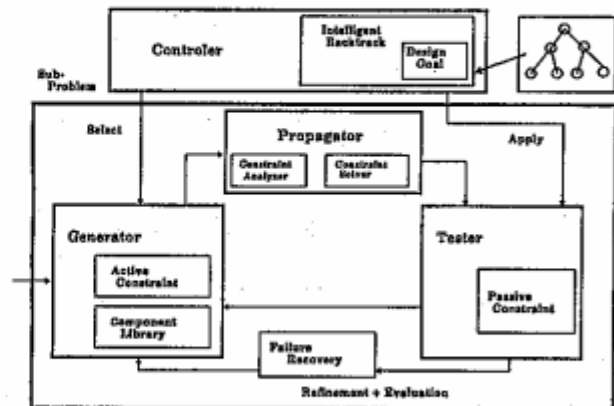 Controler
Intelligent
Backtrack
Design
Goal
Sub-
Problem
Select
Propagator
Constraint
Analyzer
Constraint
Solver
Apply
Generator
Active
Constraint
Component
Library
Tester
Passive
Constraint
Failure
Recovery
Refinement + Evaluation